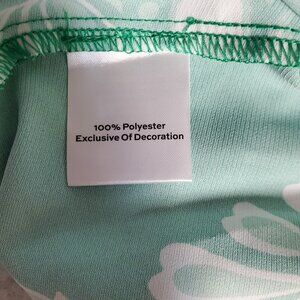 100% Polyester
Exclusive Of Decoration